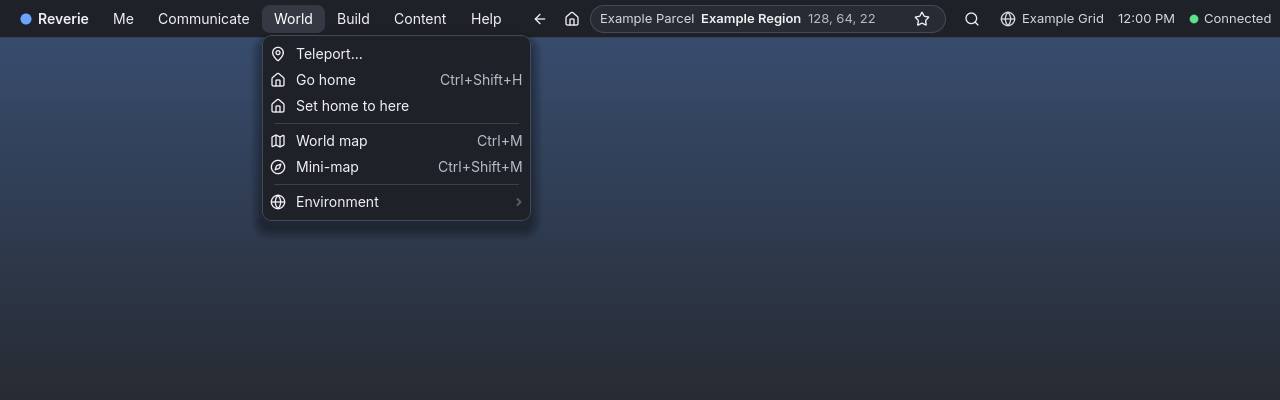 Reverie Me Communicate World Build Content Help Example Parcel Example Region 128, 64, 22 Example Grid 12:00 PM Connected
Teleport...
Go home Ctrl+Shift+H
Set home to here
World map Ctrl+M
Mini-map Ctrl+Shift+M
Environment